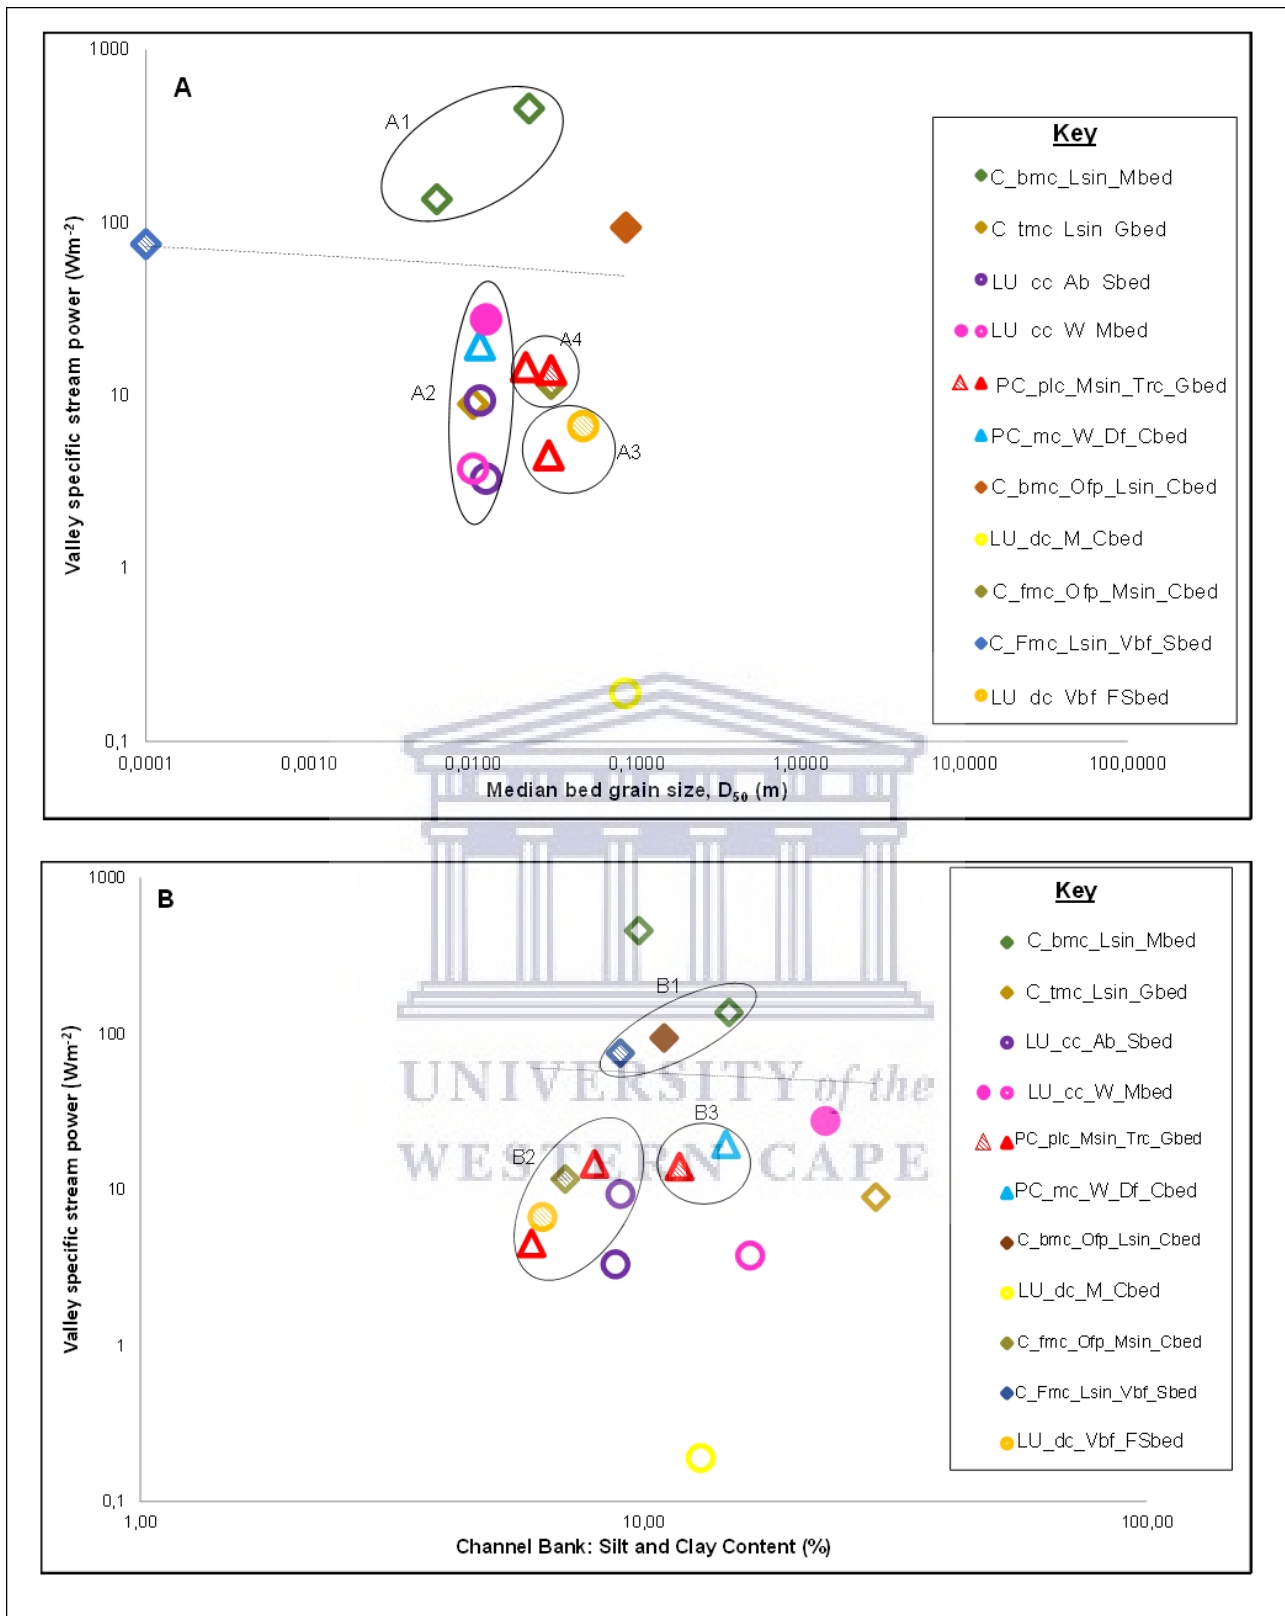 A
1000
100
10
1
0,1
Valley specific stream power (Wm⁻²)
A1
A2
A4
A3
0,0001
0,0010
0,0100
0,1000
1,0000
10,0000
100,0000
Median bed grain size, D₅₀ (m)
Key
C_bmc_Lsin_Mbed
C tmc Lsin Gbed
LU cc Ab Sbed
LU cc W Mbed
PC_plc_Msin_Trc_Gbed
PC_mc_W_Df_Cbed
C_bmc_Ofp_Lsin_Cbed
LU_dc_M_Cbed
C_fmc_Ofp_Msin_Cbed
C_Fmc_Lsin_Vbf_Sbed
LU dc Vbf FSbed
B
1000
100
10
1
0,1
Valley specific stream power (Wm⁻²)
B1
B2
B3
UNIVERSITY of the
WESTERN CAPE
1,00
10,00
100,00
Channel Bank: Silt and Clay Content (%)
Key
C_bmc_Lsin_Mbed
C_tmc_Lsin_Gbed
LU_cc_Ab_Sbed
LU_cc_W_Mbed
PC_plc_Msin_Trc_Gbed
PC_mc_W_Df_Cbed
C_bmc_Ofp_Lsin_Cbed
LU_dc_M_Cbed
C_fmc_Ofp_Msin_Cbed
C_Fmc_Lsin_Vbf_Sbed
LU_dc_Vbf_FSbed